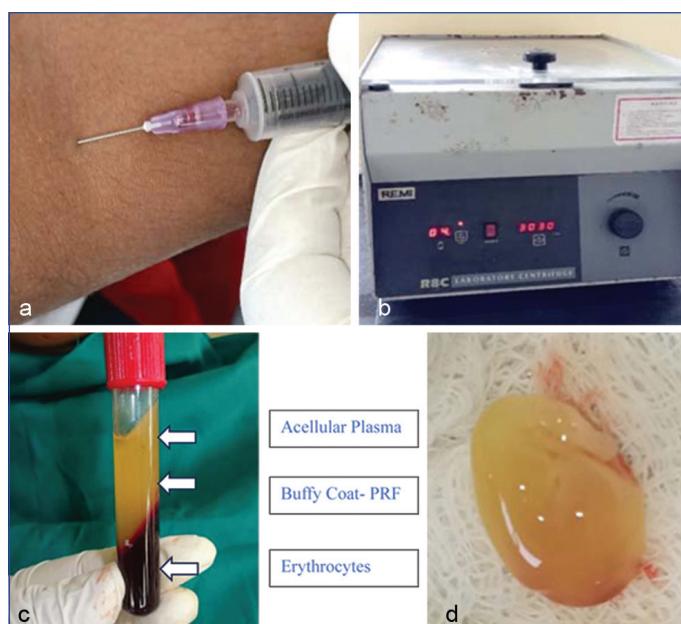 a
b
REMI
04
3030
R8C LABORATORY CENTRIFUGE
c
Acellular Plasma
Buffy Coat- PRF
Erythrocytes
d